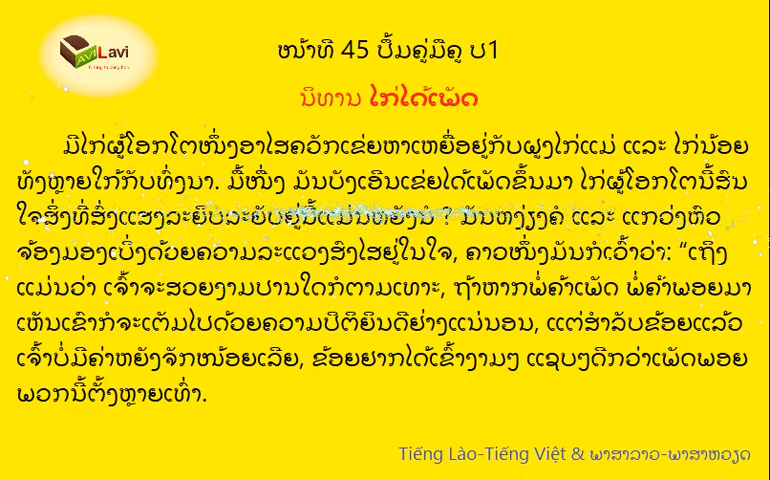 Lavi
ໜ້າທີ 45 ປຶ້ມຄູ່ມືຄູ ປ1
ນິທານ ໄກ່ໄດ້ເພັດ
ມີໄກ່ຜູ້ໂອກໂຕໜຶ່ງອາໄສຄວັກເຂ່ຍຫາເຫຍື່ອຢູ່ກັບຝູງໄກ່ແມ່ ແລະ ໄກ່ນ້ອຍ
ທັງຫຼາຍໃກ້ກັບທົ່ງນາ. ມື້ໜື່ງ ມັນບັງເອີນເຂ່ຍໄດ້ເພັດຂຶ້ນມາ ໄກ່ຜູ້ໂອກໂຕນີ້ສົນ
ໃຈສິ່ງທີ່ສົ່ງແສງລະຍິບລະຍັບຢູ່ນີ້ແມ່ນຫຍັງນໍ ? ມັນຫງ່ຽງຄໍ ແລະ ແກວ່ງຫົວ
ຈ້ອງມອງເບິ່ງດ້ວຍຄວາມລະແວງສົງໄສຢູ່ໃນໃຈ, ຄາວໜຶ່ງມັນກໍເວົ້າວ່າ: “ເຖິງ
ແມ່ນວ່າ ເຈົ້າຈະສວຍງາມປານໃດກໍຕາມເທາະ, ຖ້າຫາກພໍ່ຄ້າເພັດ ພໍ່ຄ້າພອຍມາ
ເຫັນເຂົາກໍຈະເຕັມໄປດ້ວຍຄວາມປິຕິຍິນດີຢ່າງແນ່ນອນ, ແຕ່ສໍາລັບຂ້ອຍແລ້ວ
ເຈົ້າບໍ່ມີຄ່າຫຍັງຈັກໜ້ອຍເລີຍ, ຂ້ອຍຢາກໄດ້ເຂົ້າງາມໆ ແຊບໆດີກວ່າເພັດພອຍ
ພວກນີ້ຕັ້ງຫຼາຍເທົ່າ.
Tiếng Lào-Tiếng Việt & ພາສາລາວ-ພາສາຫວຽດ